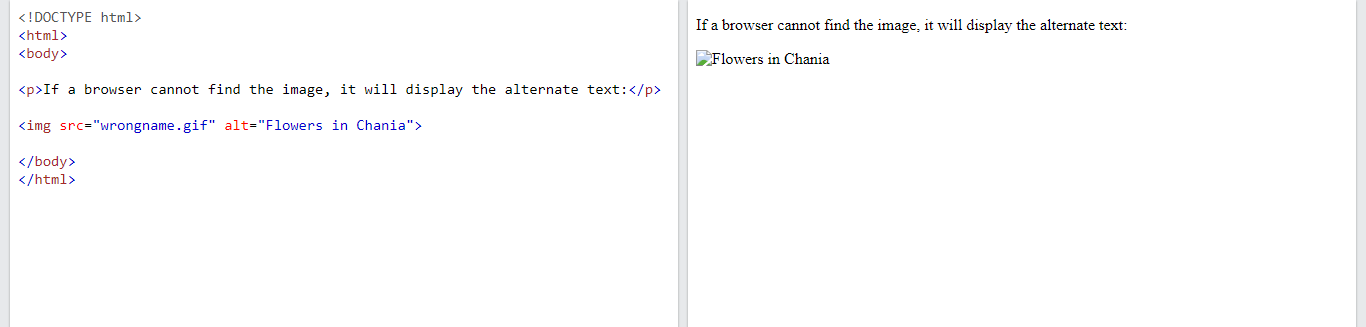 <!DOCTYPE html>
<html>
<body>
<p>If a browser cannot find the image, it will display the alternate text:</p>
<img src="wrongname.gif" alt="Flowers in Chania">
</body>
</html>
If a browser cannot find the image, it will display the alternate text:
Flowers in Chania